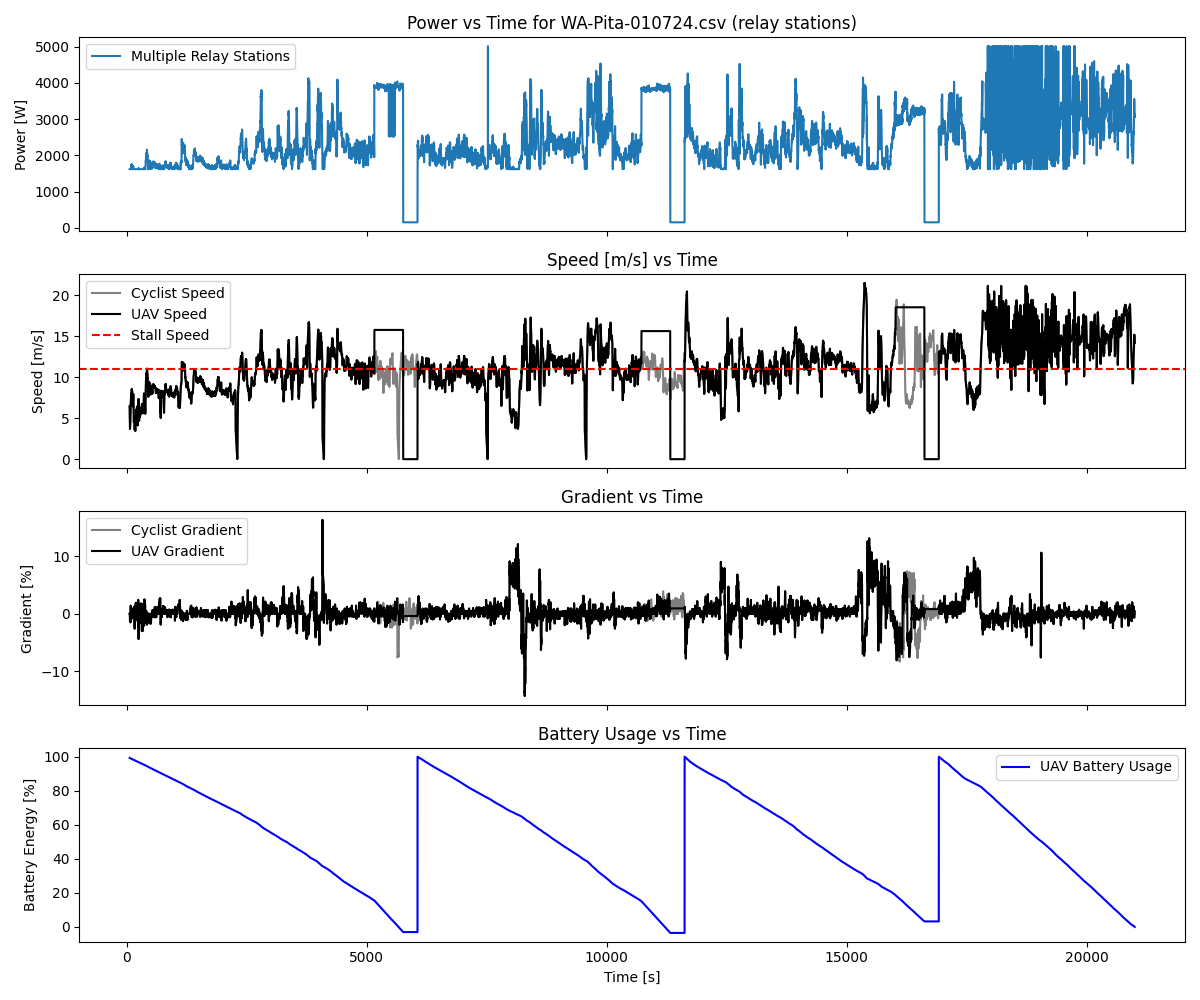 Power vs Time for WA-Pita-010724.csv (relay stations)
Multiple Relay Stations
Power [W]
5000
4000
3000
2000
1000
0
Speed [m/s] vs Time
Cyclist Speed
UAV Speed
Stall Speed
Speed [m/s]
20
15
10
5
0
Gradient vs Time
Cyclist Gradient
UAV Gradient
Gradient [%]
10
0
−10
Battery Usage vs Time
UAV Battery Usage
Battery Energy [%]
100
80
60
40
20
0
0 5000 10000 15000 20000
Time [s]